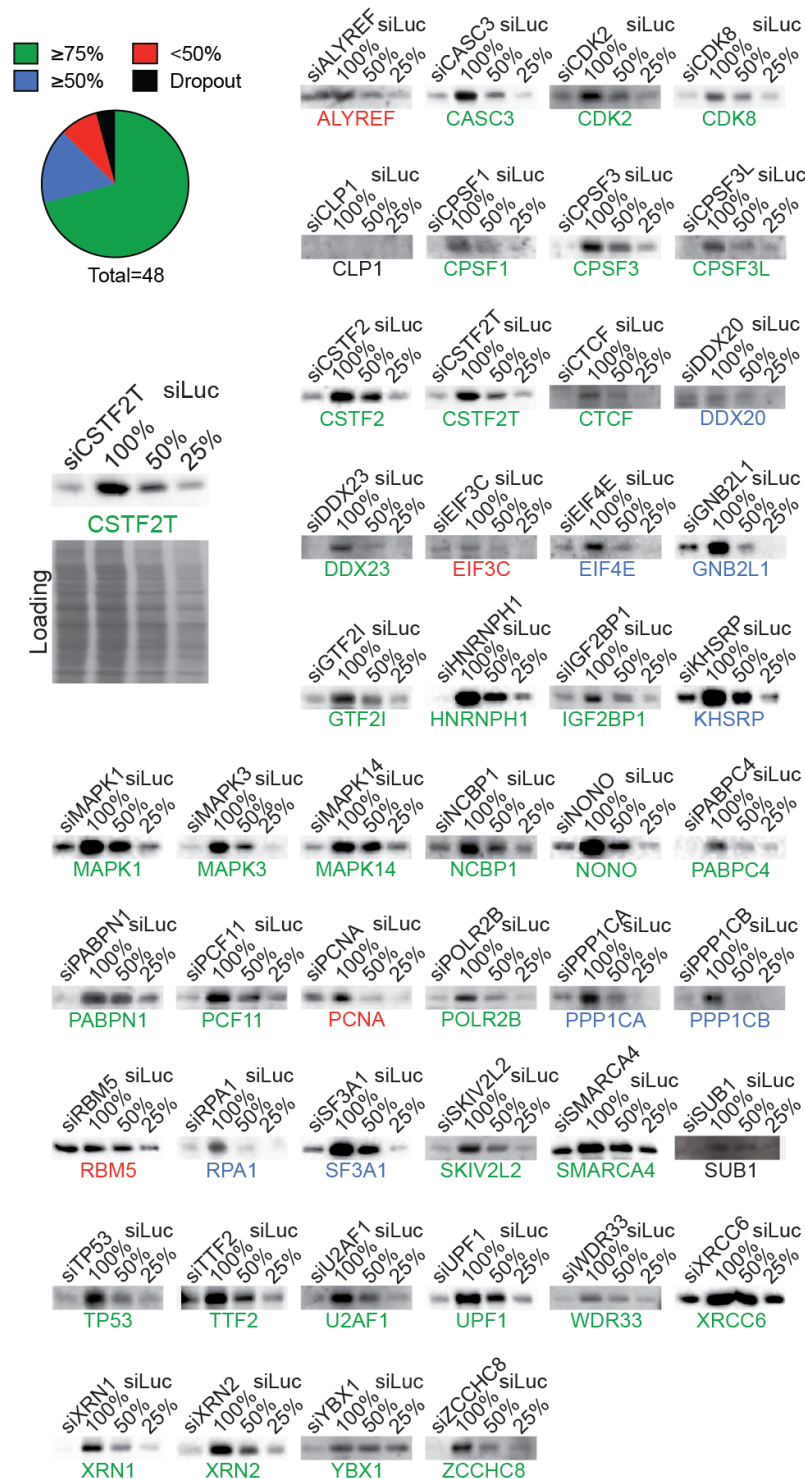 ≥75% <50%
≥50% Dropout
Total=48
siCSTF2T siLuc 100% 50% 25%
CSTF2T
Loading
siALYREF siLuc 100% 50% 25% siCASC3 siLuc 100% 50% 25% siCDK2 siLuc 100% 50% 25% siCDK8 siLuc 100% 50% 25%
ALYREF CASC3 CDK2 CDK8
siCLP1 siLuc 100% 50% 25% siCPSF1 siLuc 100% 50% 25% siCPSF3 siLuc 100% 50% 25% siCPSF3L siLuc 100% 50% 25%
CLP1 CPSF1 CPSF3 CPSF3L
siCSTF2 siLuc 100% 50% 25% siCSTF2T siLuc 100% 50% 25% siCTCF siLuc 100% 50% 25% siDDX20 siLuc 100% 50% 25%
CSTF2 CSTF2T CTCF DDX20
siDDX23 siLuc 100% 50% 25% siEIF3C siLuc 100% 50% 25% siEIF4E siLuc 100% 50% 25% siGNB2L1 siLuc 100% 50% 25%
DDX23 EIF3C EIF4E GNB2L1
siGTF2I siLuc 100% 50% 25% siHNRNPH1 siLuc 100% 50% 25% siIGF2BP1 siLuc 100% 50% 25% siKHSRP siLuc 100% 50% 25%
GTF2I HNRNPH1 IGF2BP1 KHSRP
siMAPK1 siLuc 100% 50% 25% siMAPK3 siLuc 100% 50% 25% siMAPK14 siLuc 100% 50% 25% siNCBP1 siLuc 100% 50% 25% siNONO siLuc 100% 50% 25% siPABPC4 siLuc 100% 50% 25%
MAPK1 MAPK3 MAPK14 NCBP1 NONO PABPC4
siPABPN1 siLuc 100% 50% 25% siPCF11 siLuc 100% 50% 25% siPCNA siLuc 100% 50% 25% siPOLR2B siLuc 100% 50% 25% siPPP1CA siLuc 100% 50% 25% siPPP1CB siLuc 100% 50% 25%
PABPN1 PCF11 PCNA POLR2B PPP1CA PPP1CB
siRBM5 siLuc 100% 50% 25% siRPA1 siLuc 100% 50% 25% siSF3A1 siLuc 100% 50% 25% siSKIV2L2 siLuc 100% 50% 25% siSMARCA4 siLuc 100% 50% 25% siSUB1 siLuc 100% 50% 25%
RBM5 RPA1 SF3A1 SKIV2L2 SMARCA4 SUB1
siTP53 siLuc 100% 50% 25% siTTF2 siLuc 100% 50% 25% siU2AF1 siLuc 100% 50% 25% siUPF1 siLuc 100% 50% 25% siWDR33 siLuc 100% 50% 25% siXRCC6 siLuc 100% 50% 25%
TP53 TTF2 U2AF1 UPF1 WDR33 XRCC6
siXRN1 siLuc 100% 50% 25% siXRN2 siLuc 100% 50% 25% siYBX1 siLuc 100% 50% 25% siZCCHC8 siLuc 100% 50% 25%
XRN1 XRN2 YBX1 ZCCHC8